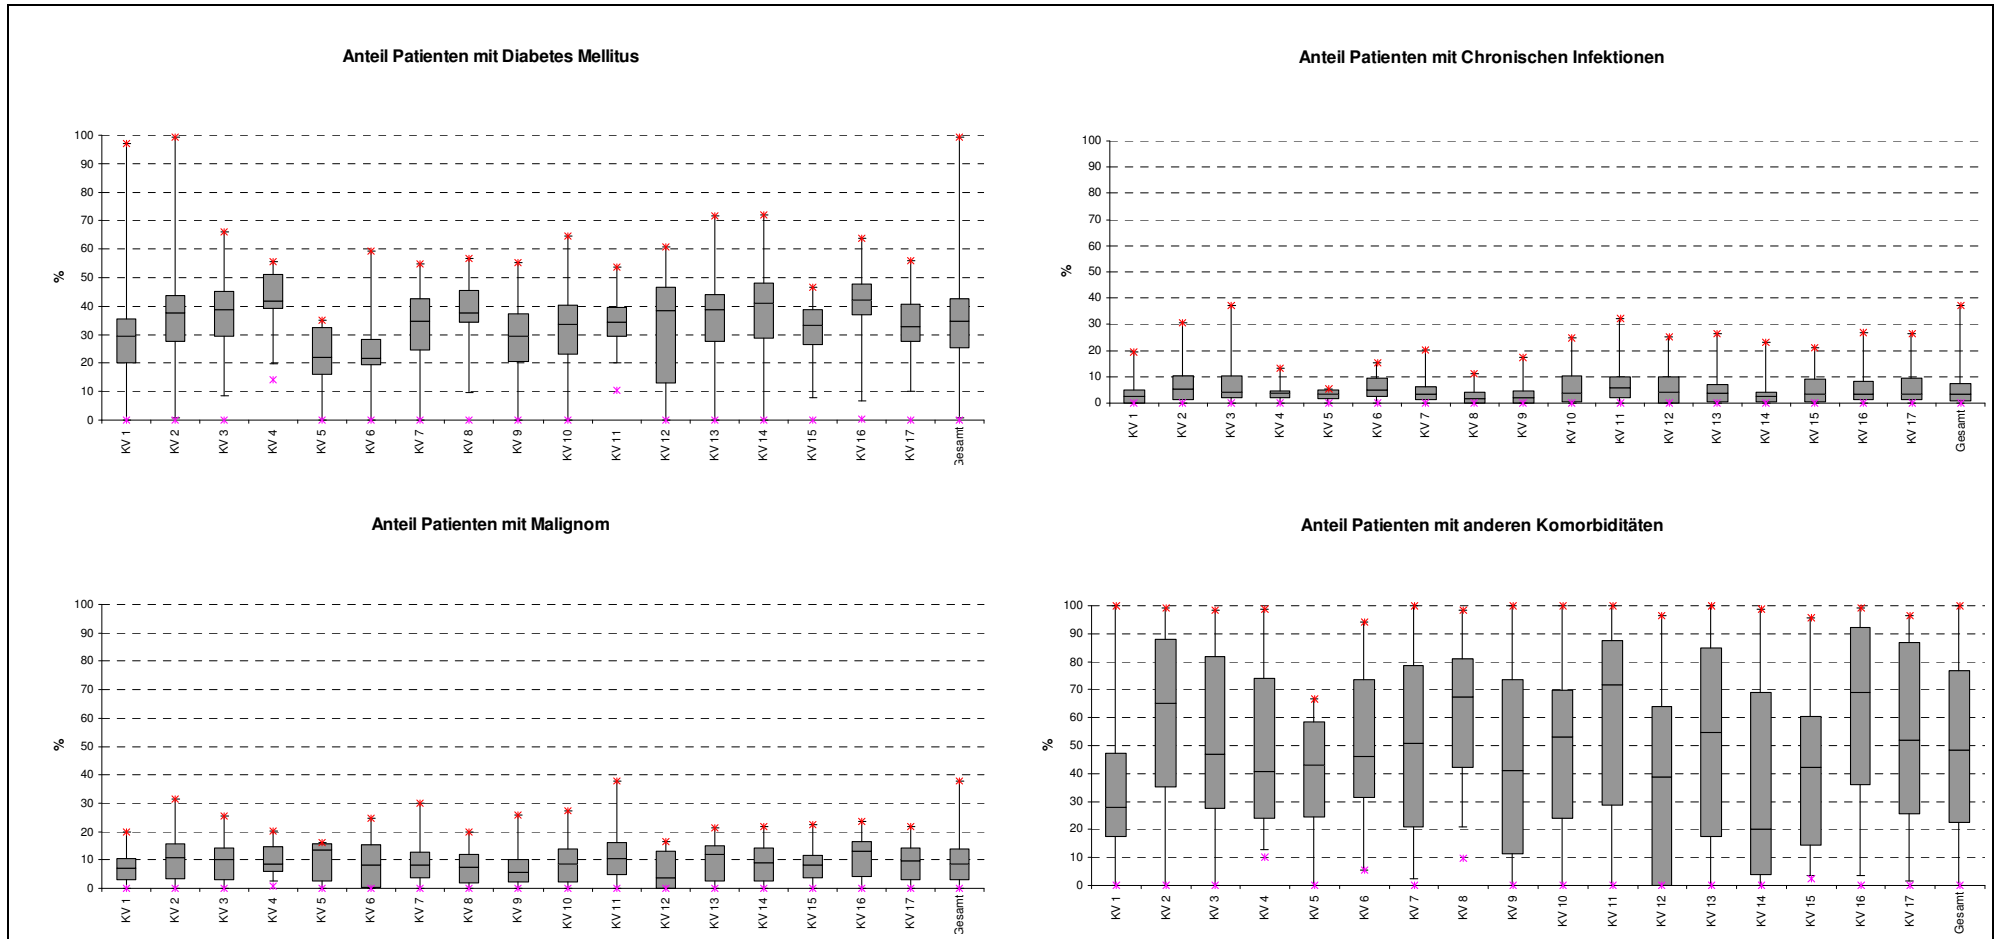 Anteil Patienten mit Diabetes Mellitus
100
90
80
70
60
50
40
30
20
10
0
%
KV 1
KV 2
KV 3
KV 4
KV 5
KV 6
KV 7
KV 8
KV 9
KV 10
KV 11
KV 12
KV 13
KV 14
KV 15
KV 16
KV 17
Gesamt
Anteil Patienten mit Chronischen Infektionen
100
90
80
70
60
50
40
30
20
10
0
%
KV 1
KV 2
KV 3
KV 4
KV 5
KV 6
KV 7
KV 8
KV 9
KV 10
KV 11
KV 12
KV 13
KV 14
KV 15
KV 16
KV 17
Gesamt
Anteil Patienten mit Malignom
100
90
80
70
60
50
40
30
20
10
0
%
KV 1
KV 2
KV 3
KV 4
KV 5
KV 6
KV 7
KV 8
KV 9
KV 10
KV 11
KV 12
KV 13
KV 14
KV 15
KV 16
KV 17
Gesamt
Anteil Patienten mit anderen Komorbiditäten
100
90
80
70
60
50
40
30
20
10
0
%
KV 1
KV 2
KV 3
KV 4
KV 5
KV 6
KV 7
KV 8
KV 9
KV 10
KV 11
KV 12
KV 13
KV 14
KV 15
KV 16
KV 17
Gesamt